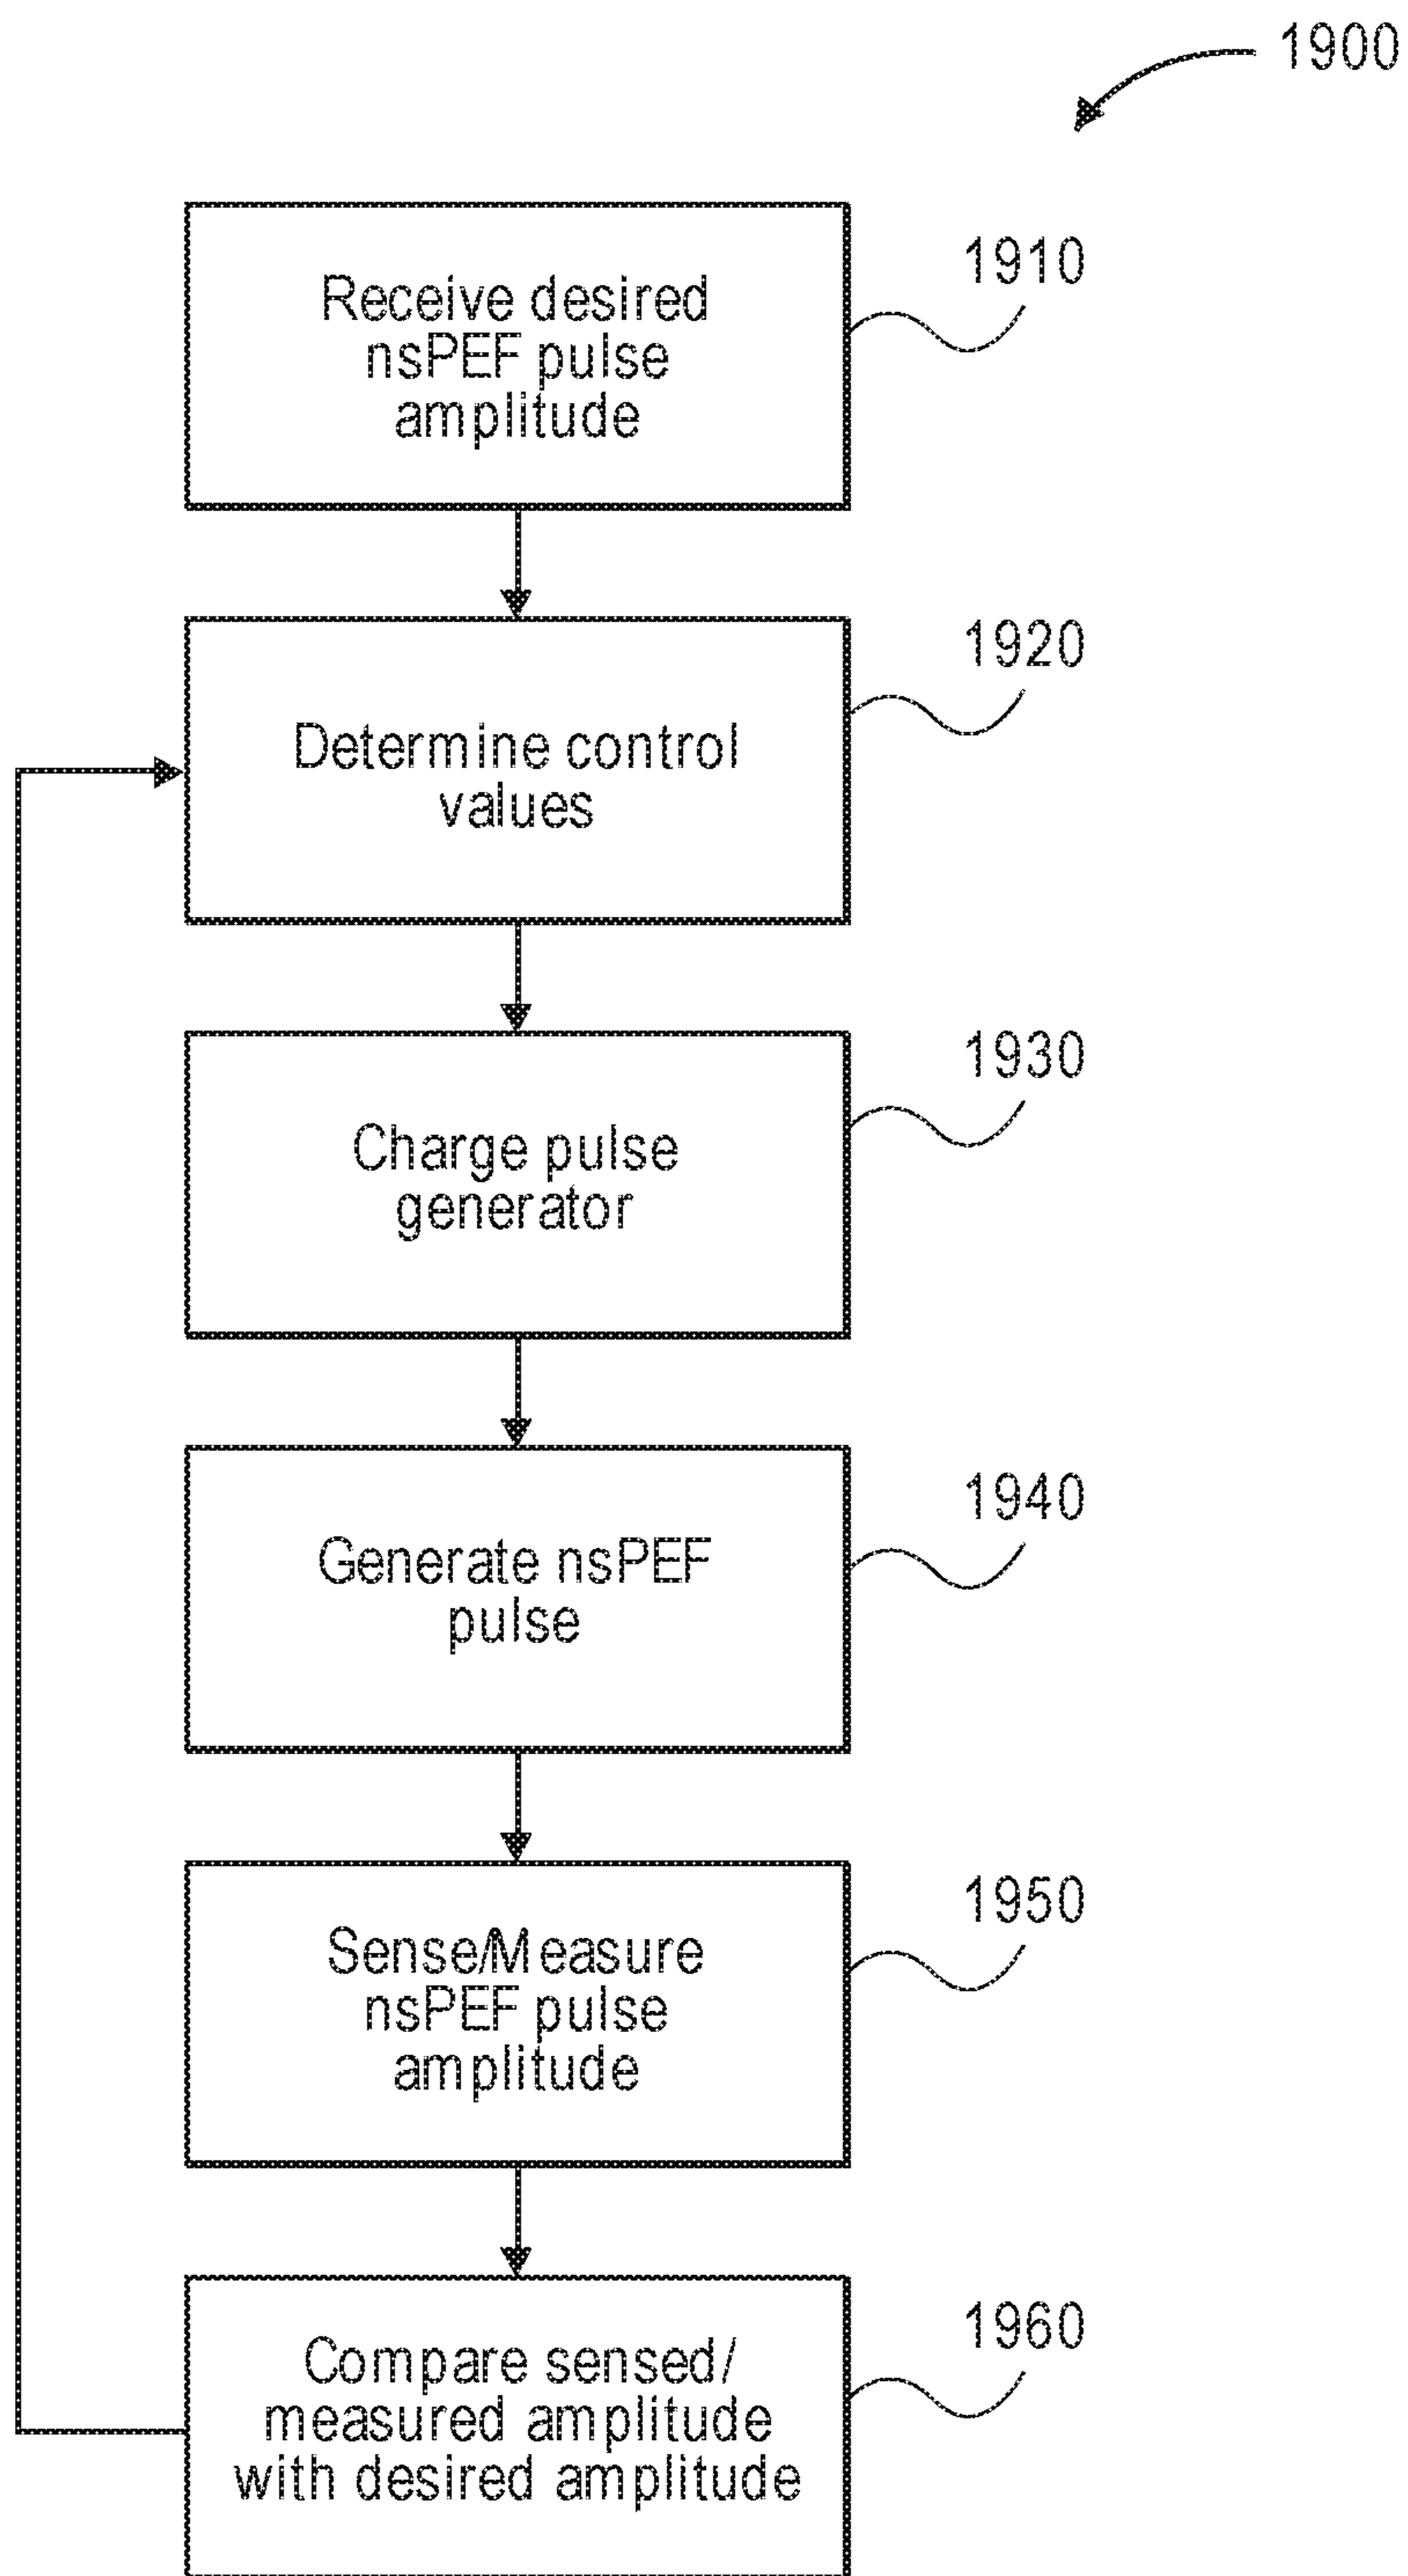 1900
Receive desired
nsPEF pulse
amplitude
1910
Determine control
values
1920
Charge pulse
generator
1930
Generate nsPEF
pulse
1940
Sense/Measure
nsPEF pulse
amplitude
1950
Compare sensed/
measured amplitude
with desired amplitude
1960